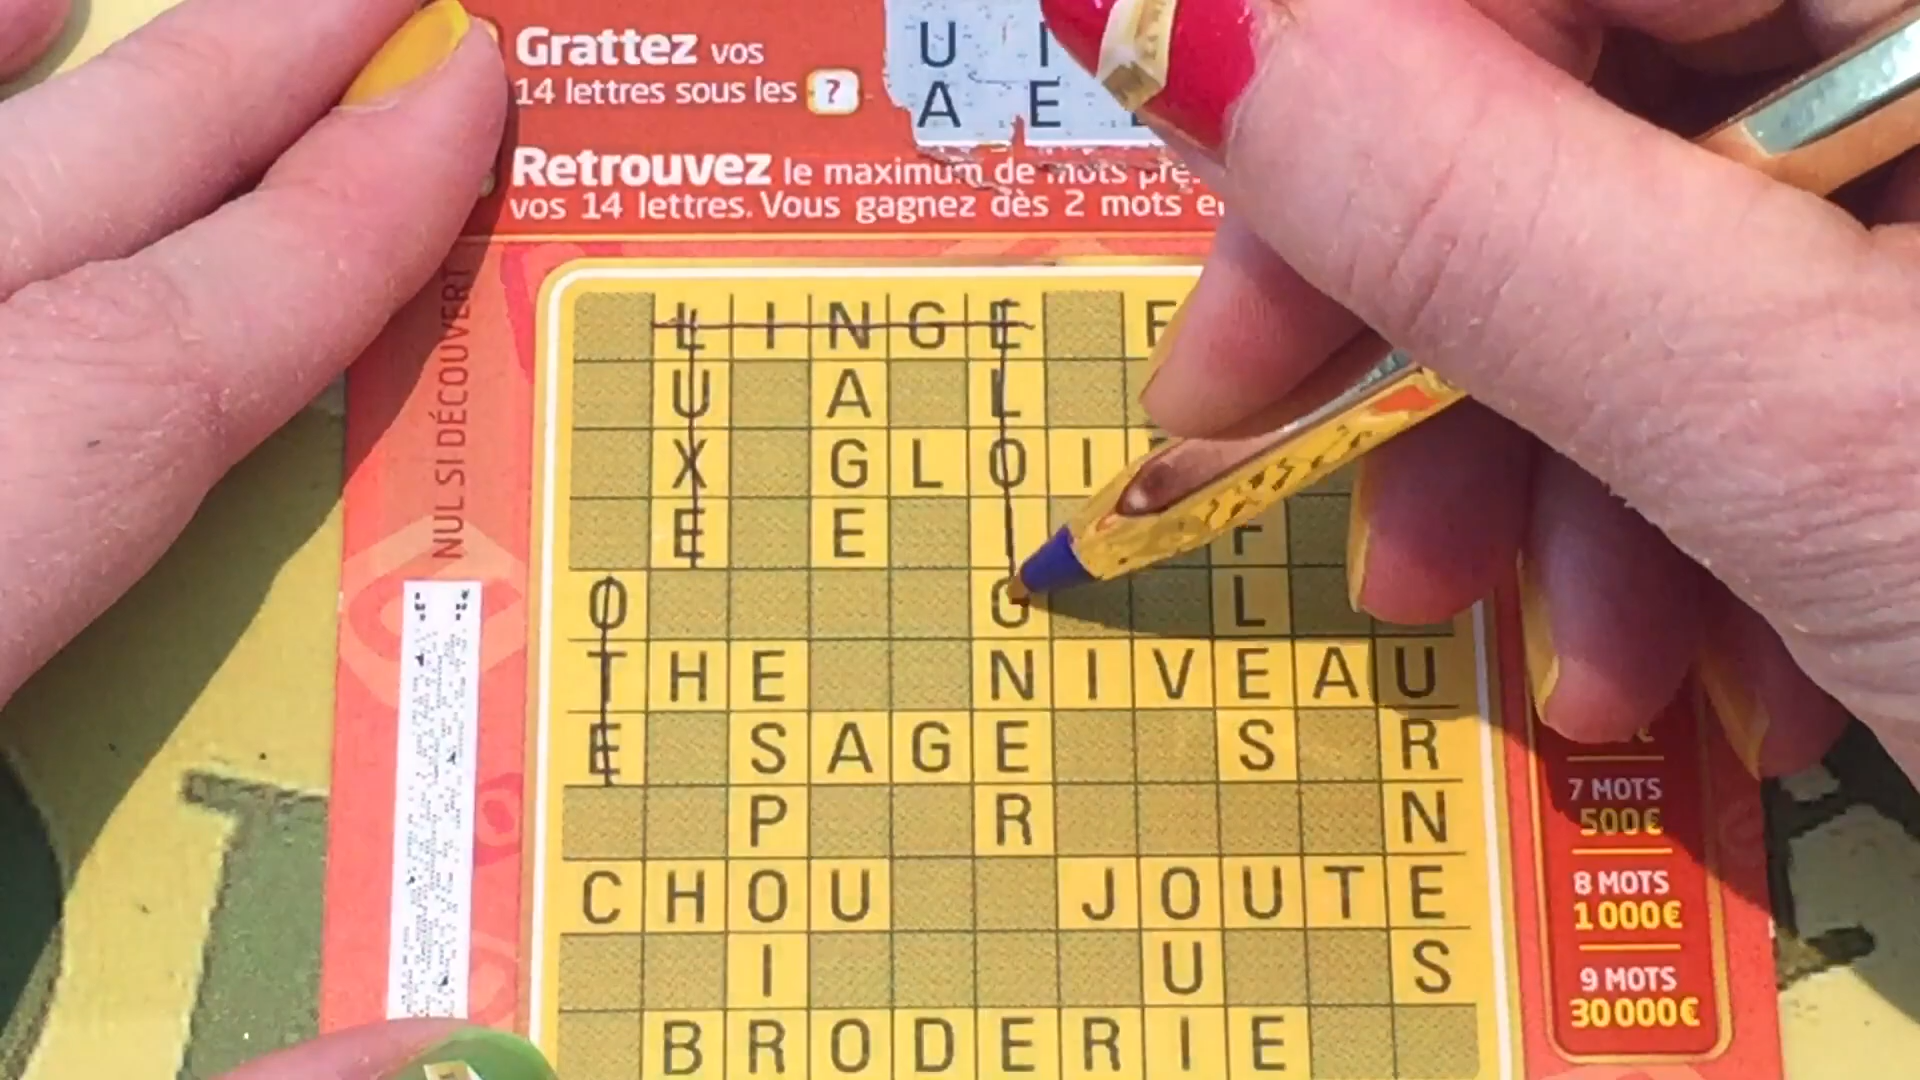 Grattez vos
14 lettres sous les ?
U I
A E
Retrouvez le maximum de mots
vos 14 lettres. Vous gagnez dès 2 mots
NUL SI DÉCOUVERT
L I N G E
U A L
X G L O I
E E F
O G L
T H E N I V E A U
E S A G E S R
P R N
C H O U J O U T E S
I U S
B R O D E R I E
7 MOTS
500€
8 MOTS
1 000€
9 MOTS
30 000€